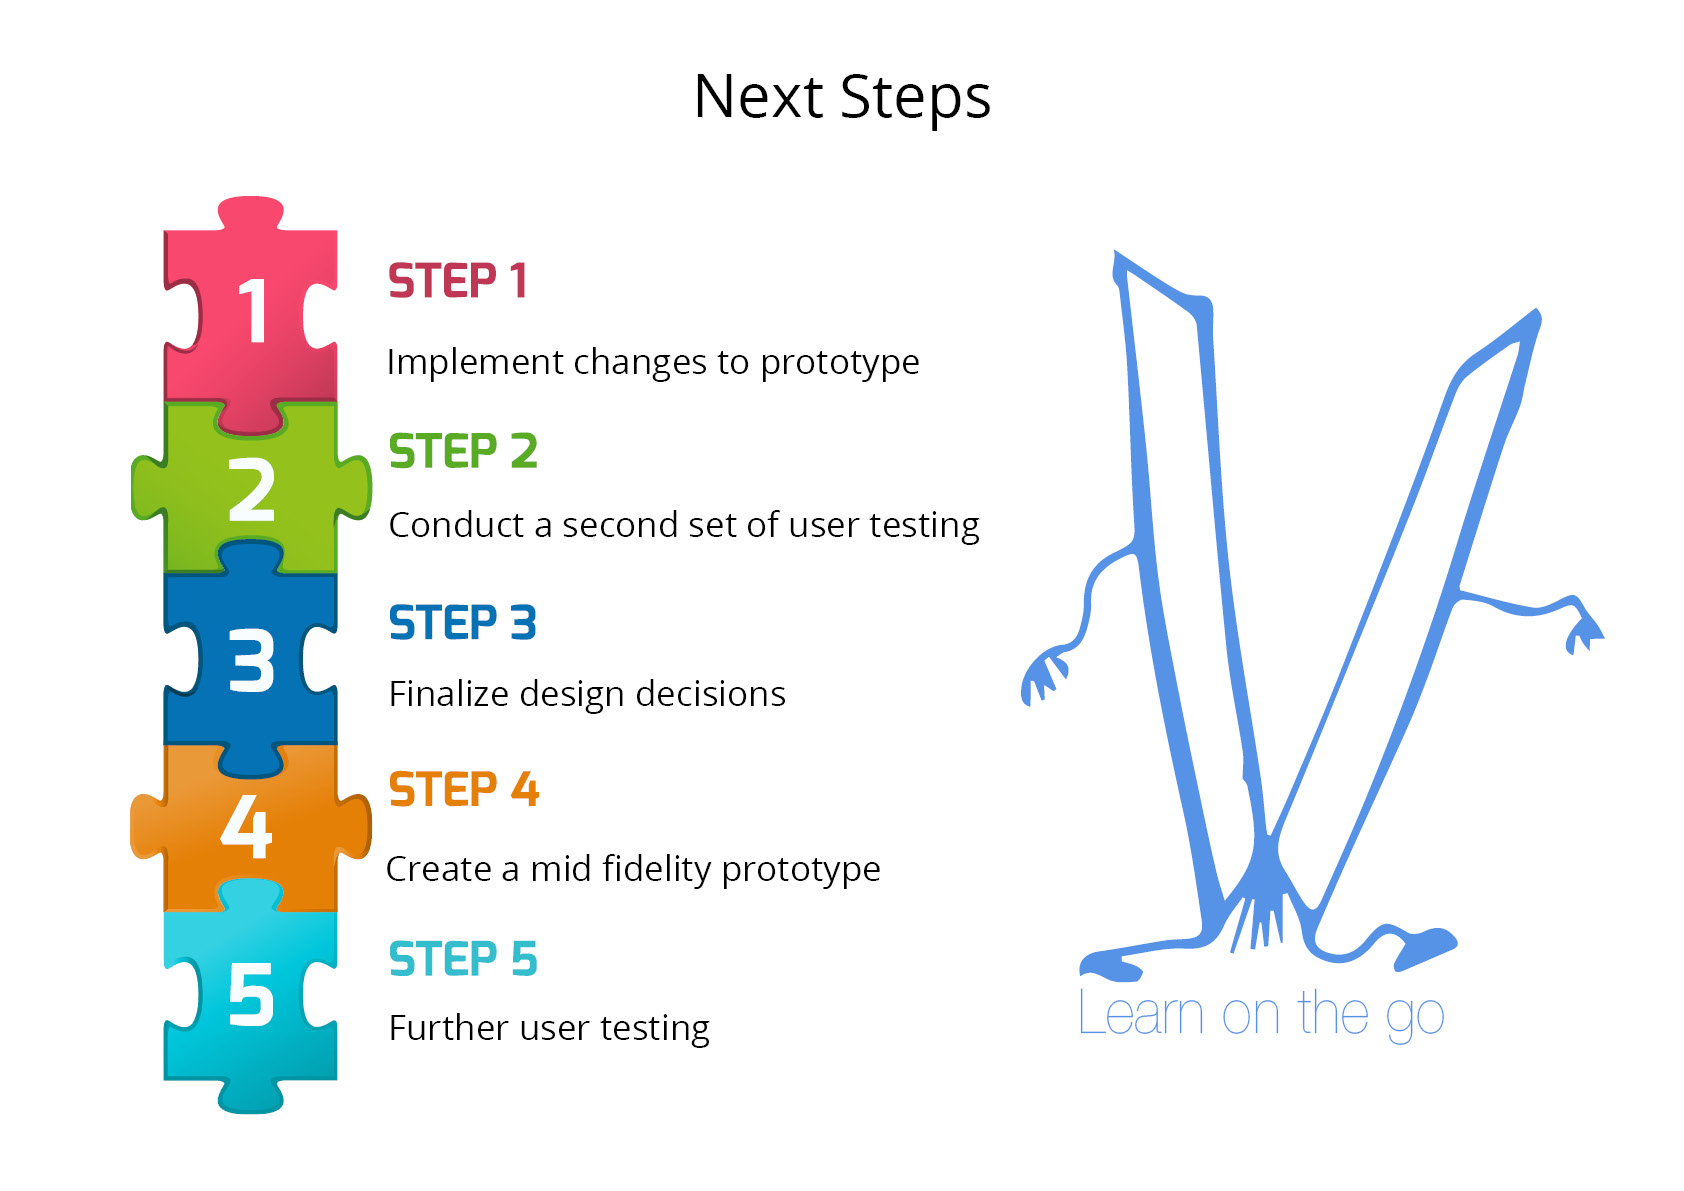 Next Steps
1
STEP 1
Implement changes to prototype
2
STEP 2
Conduct a second set of user testing
3
STEP 3
Finalize design decisions
4
STEP 4
Create a mid fidelity prototype
5
STEP 5
Further user testing
Learn on the go